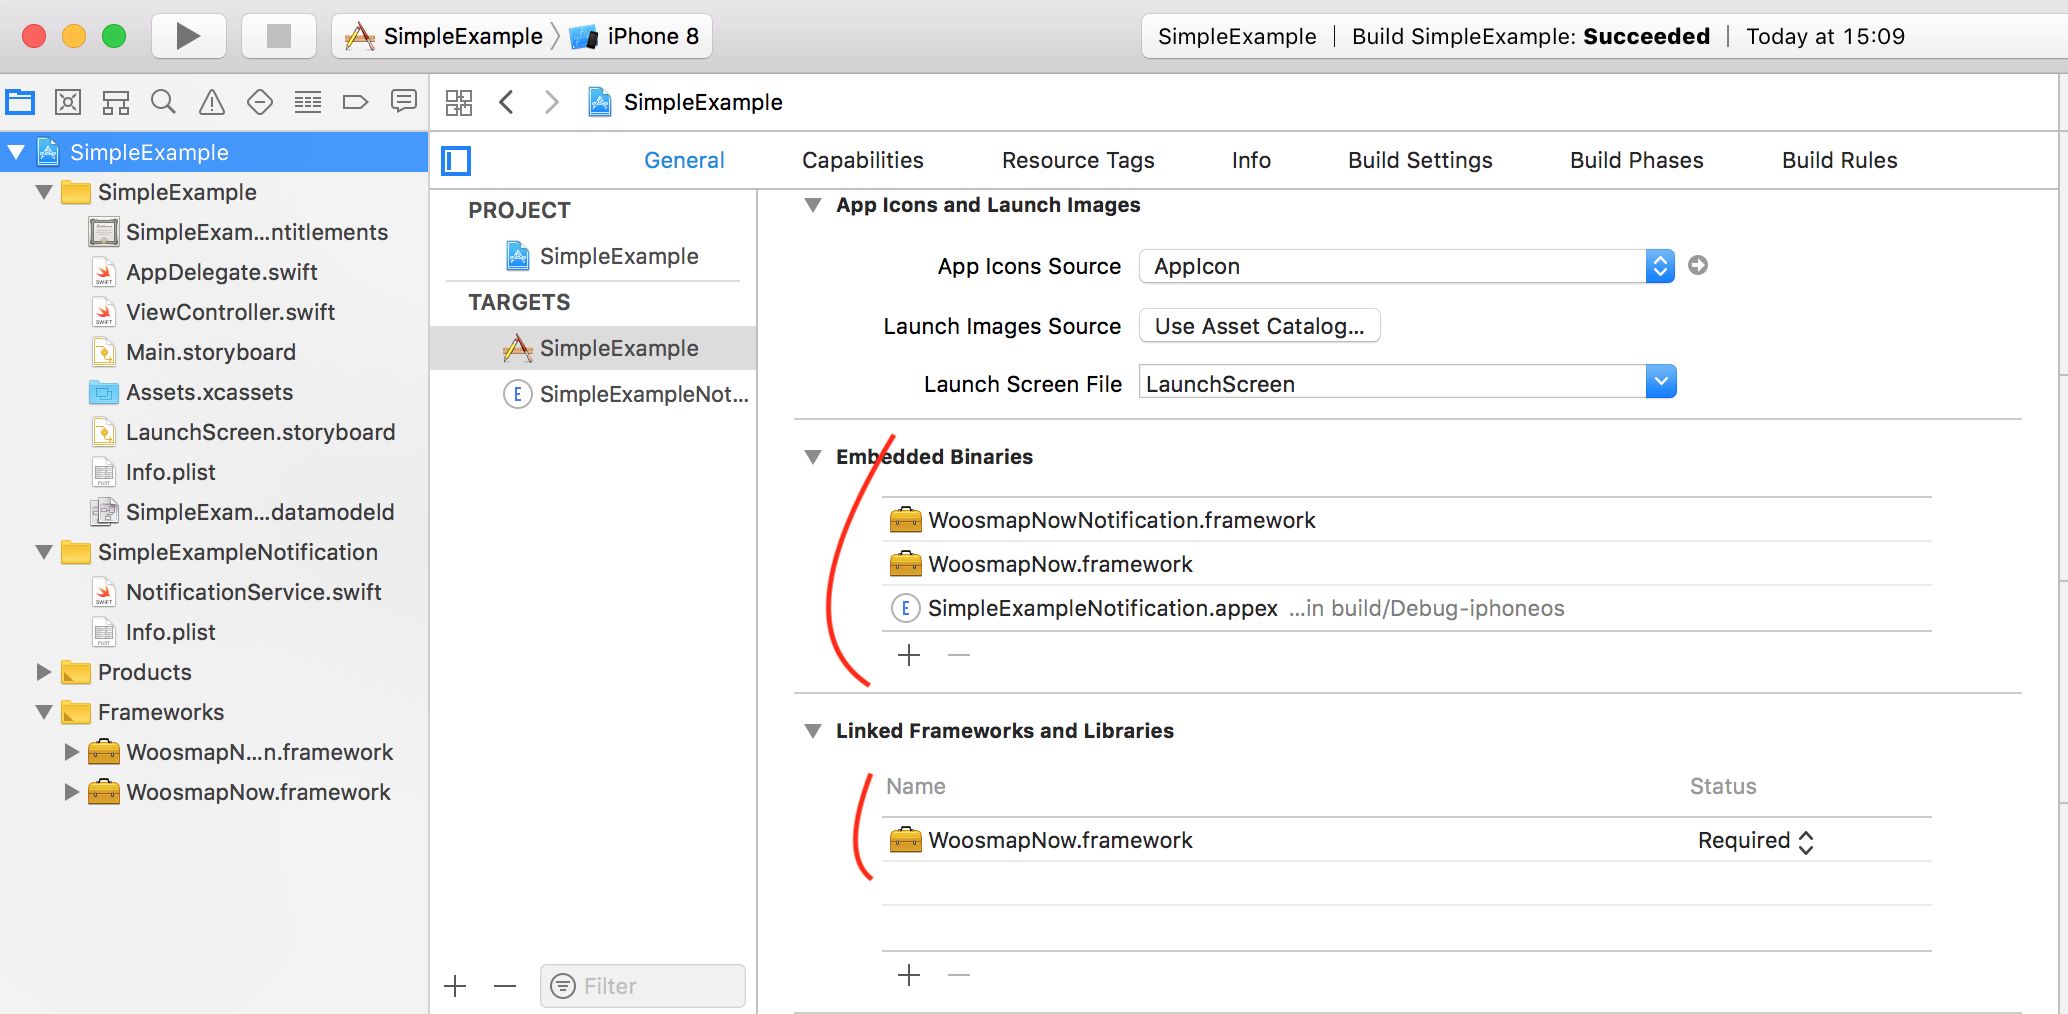 SimpleExample iPhone 8
SimpleExample | Build SimpleExample: Succeeded | Today at 15:09
SimpleExample
General Capabilities Resource Tags Info Build Settings Build Phases Build Rules
SimpleExample
SimpleExample
SimpleExam...ntitlements
AppDelegate.swift
ViewController.swift
Main.storyboard
Assets.xcassets
LaunchScreen.storyboard
Info.plist
SimpleExam...datamodeld
SimpleExampleNotification
NotificationService.swift
Info.plist
Products
Frameworks
WoosmapN...n.framework
WoosmapNow.framework
PROJECT
SimpleExample
TARGETS
SimpleExample
E SimpleExampleNot...
Filter
App Icons and Launch Images
App Icons Source AppIcon
Launch Images Source Use Asset Catalog...
Launch Screen File LaunchScreen
Embedded Binaries
WoosmapNowNotification.framework
WoosmapNow.framework
E SimpleExampleNotification.appex ...in build/Debug-iphoneos
Linked Frameworks and Libraries
Name Status
WoosmapNow.framework Required